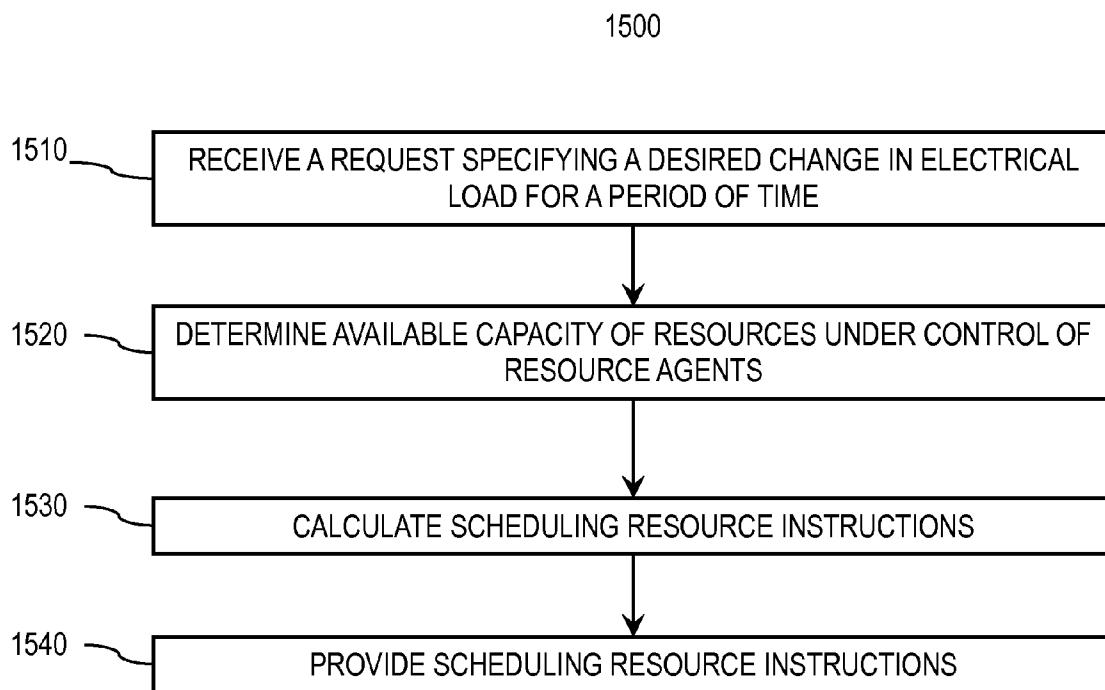 1500
1510
RECEIVE A REQUEST SPECIFYING A DESIRED CHANGE IN ELECTRICAL
LOAD FOR A PERIOD OF TIME
1520
DETERMINE AVAILABLE CAPACITY OF RESOURCES UNDER CONTROL OF
RESOURCE AGENTS
1530
CALCULATE SCHEDULING RESOURCE INSTRUCTIONS
1540
PROVIDE SCHEDULING RESOURCE INSTRUCTIONS